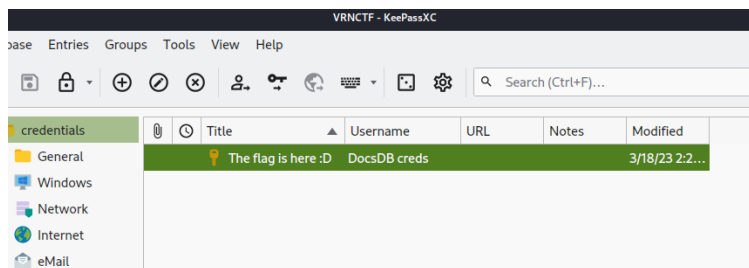 VRNCTF - KeePassXC
base Entries Groups Tools View Help
Search (Ctrl+F)...
credentials
Title Username URL Notes Modified
General
The flag is here :D DocsDB creds 3/18/23 2:2...
Windows
Network
Internet
eMail